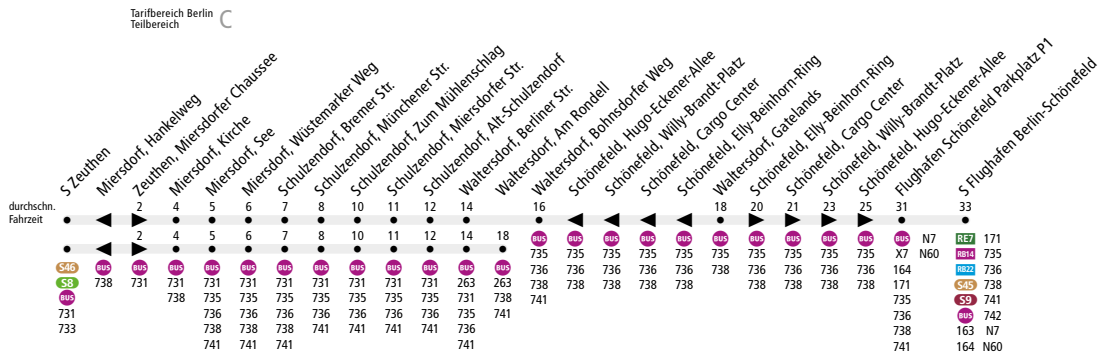 Tarifbereich Berlin
Teilbereich C
S Zeuthen
Miersdorf, Hankelweg
Zeuthen, Miersdorfer Chaussee
Miersdorf, Kirche
Miersdorf, See
Miersdorf, Wüstemarker Weg
Schulzendorf, Bremer Str.
Schulzendorf, Münchener Str.
Schulzendorf, Zum Mühlenschlag
Schulzendorf, Miersdorfer Str.
Schulzendorf, Alt-Schulzendorf
Waltersdorf, Berliner Str.
Waltersdorf, Am Rondell
Waltersdorf, Bohnsdorfer Weg
Schönefeld, Hugo-Eckener-Allee
Schönefeld, Willy-Brandt-Platz
Schönefeld, Cargo Center
Schönefeld, Elly-Beinhorn-Ring
Waltersdorf, Gatelands
Schönefeld, Elly-Beinhorn-Ring
Schönefeld, Cargo Center
Schönefeld, Willy-Brandt-Platz
Schönefeld, Hugo-Eckener-Allee
Flughafen Schönefeld Parkplatz P1
S Flughafen Berlin-Schönefeld
durchschn. 2 4 5 6 7 8 10 11 12 14 16 18 20 21 23 25 31 33
Fahrzeit
2 4 5 6 7 8 10 11 12 14 18
BUS BUS BUS BUS BUS BUS BUS BUS BUS BUS BUS N7 RE7 171
735 735 735 735 735 735 735 735 735 735 X7 N60 RB14 735
S46 BUS BUS BUS BUS BUS BUS BUS BUS BUS BUS BUS BUS 736 736 736 736 736 736 736 736 736 736 164 RB22 736
S8 738 731 731 731 731 731 731 731 731 731 263 263 738 738 738 738 738 738 738 738 738 738 171 S45 738
BUS 738 735 735 735 735 735 735 735 731 738 741 735 S9 741
731 736 736 736 736 736 736 736 735 741 736 BUS 742
733 738 738 738 741 741 741 741 736 738 163 N7
741 741 741 741 741 164 N60